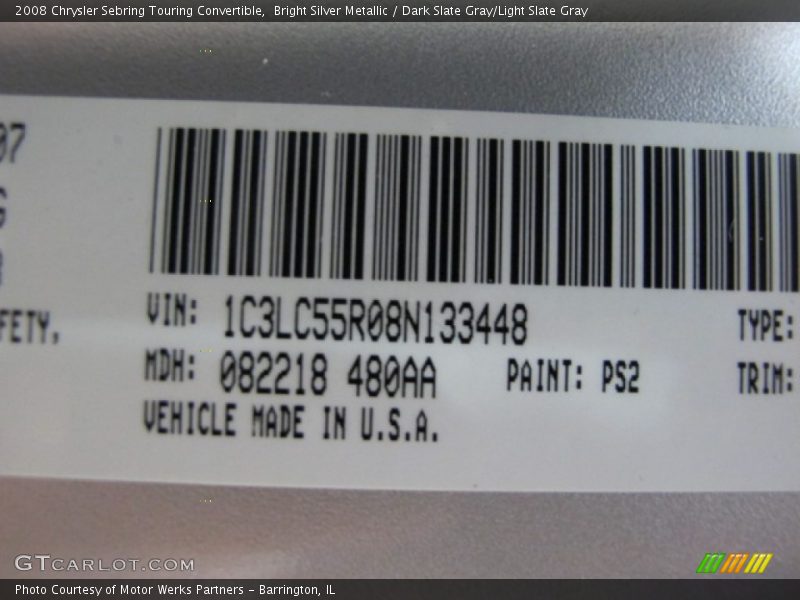 2008 Chrysler Sebring Touring Convertible,  Bright Silver Metallic / Dark Slate Gray/Light Slate Gray
07
VIN: 1C3LC55R08N133448 TYPE:
FETY,
MDH: 082218 480AA PAINT: PS2 TRIM:
VEHICLE MADE IN U.S.A.
GTCARLOT.COM
Photo Courtesy of Motor Werks Partners - Barrington, IL